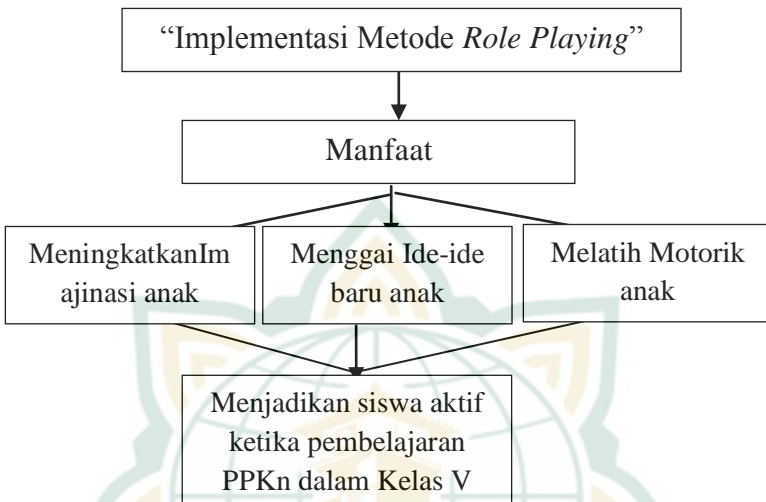 “Implementasi Metode Role Playing”
Manfaat
MeningkatkanIm
ajinasi anak
Menggai Ide-ide
baru anak
Melatih Motorik
anak
Menjadikan siswa aktif
ketika pembelajaran
PPKn dalam Kelas V